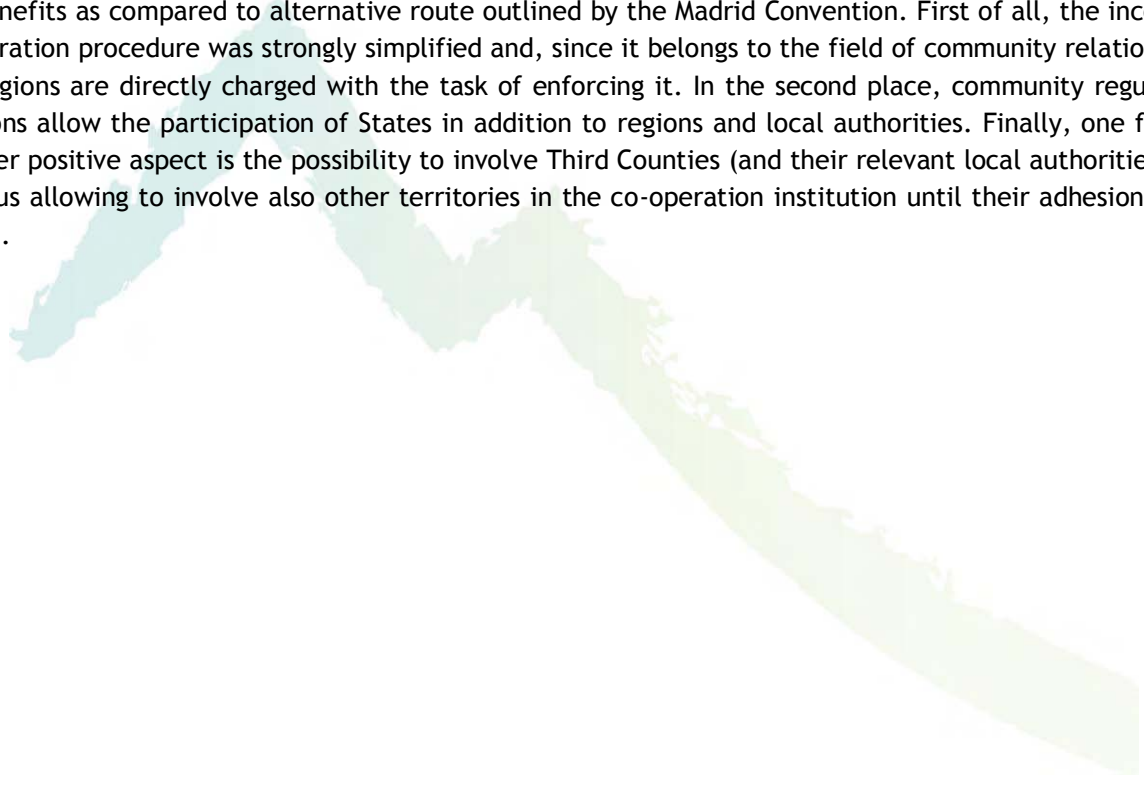 nefits as compared to alternative route outlined by the Madrid Convention. First of all, the inc
ration procedure was strongly simplified and, since it belongs to the field of community relatio
gions are directly charged with the task of enforcing it. In the second place, community regu
ons allow the participation of States in addition to regions and local authorities. Finally, one f
er positive aspect is the possibility to involve Third Counties (and their relevant local authoritie
us allowing to involve also other territories in the co-operation institution until their adhesion
.